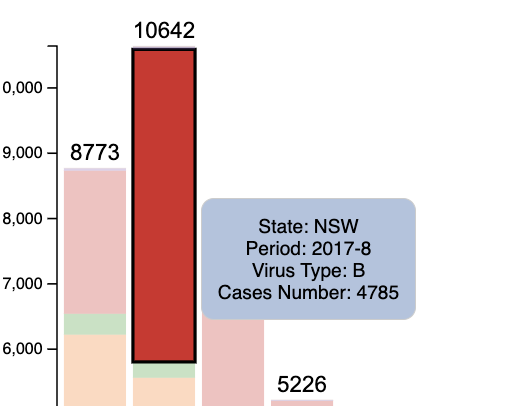 10642
0,000
9,000
8773
8,000
State: NSW
Period: 2017-8
Virus Type: B
Cases Number: 4785
7,000
6,000
5226